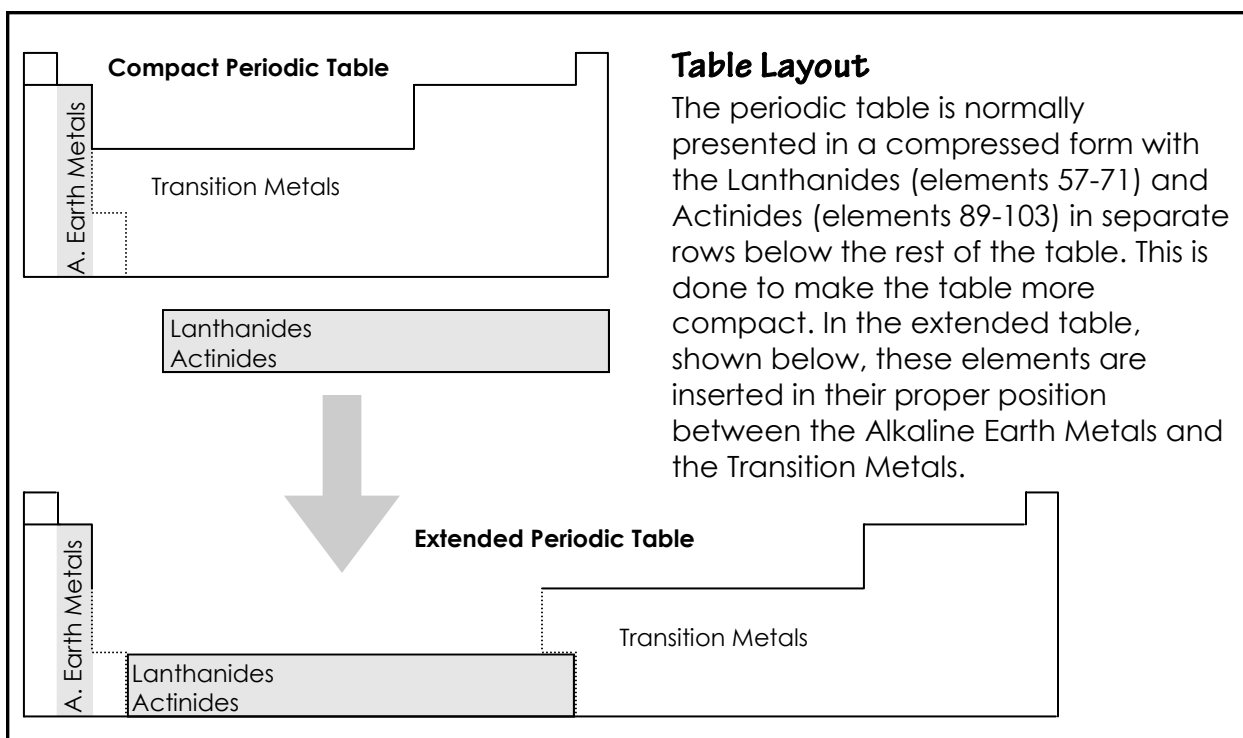 Compact Periodic Table
A. Earth Metals
Transition Metals
Lanthanides
Actinides
Table Layout
The periodic table is normally
presented in a compressed form with
the Lanthanides (elements 57-71) and
Actinides (elements 89-103) in separate
rows below the rest of the table. This is
done to make the table more
compact. In the extended table,
shown below, these elements are
inserted in their proper position
between the Alkaline Earth Metals and
the Transition Metals.
Extended Periodic Table
A. Earth Metals
Transition Metals
Lanthanides
Actinides